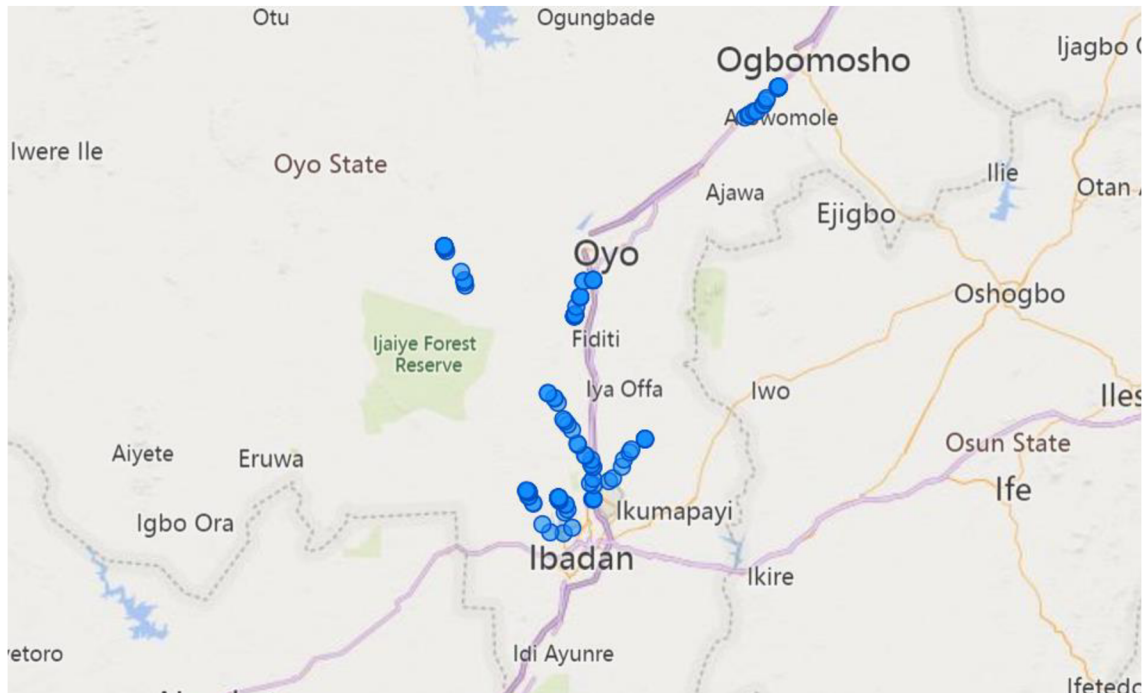 Otu
Ogungbade
Ijagbo
Ogbomosho
Iwere Ile
Oyo State
Ajawa
Ilie
Otan
Ejigbo
Oyo
Oshogbo
Fiditi
Ijaiye Forest
Reserve
Iya Offa
Iwo
Aiyete
Eruwa
Osun State
Ife
Igbo Ora
Ikumapayi
Ibadan
Ikire
Idi Ayunre